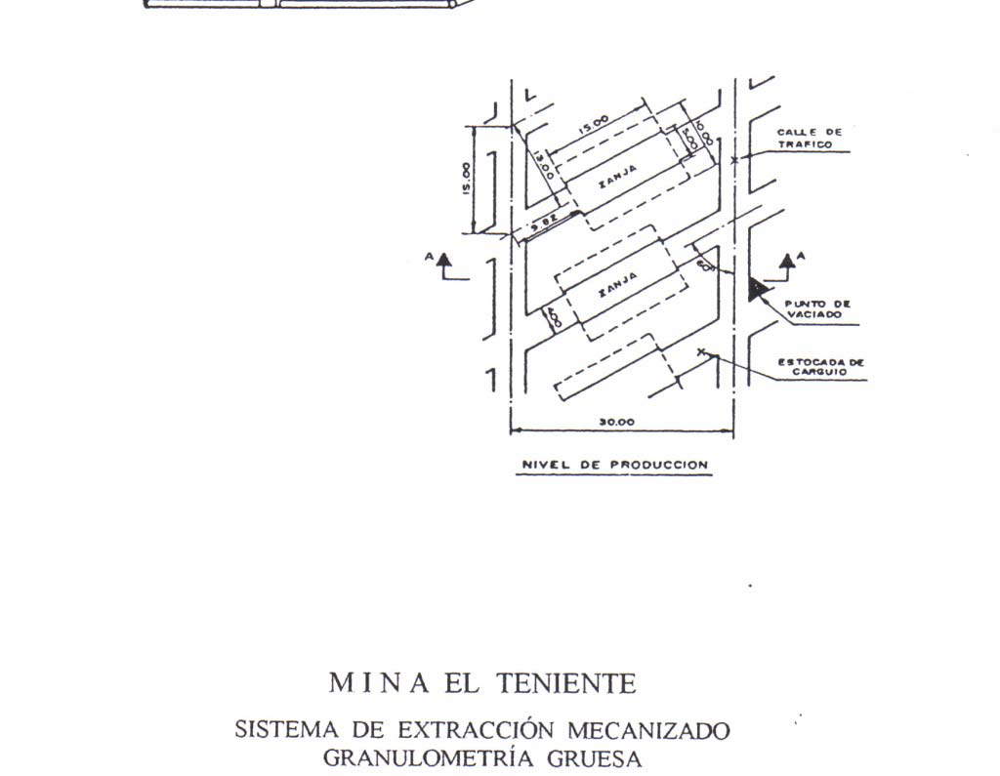 15.00
10.00
5.00
CALLE DE
TRAFICO
15.00
13.00
ZANJA
9.82
A
A
60°
ZANJA
PUNTO DE
VACIADO
4.00
ESTOCADA DE
CARGUIO
30.00
NIVEL DE PRODUCCION
MINA EL TENIENTE
SISTEMA DE EXTRACCIÓN MECANIZADO
GRANULOMETRÍA GRUESA